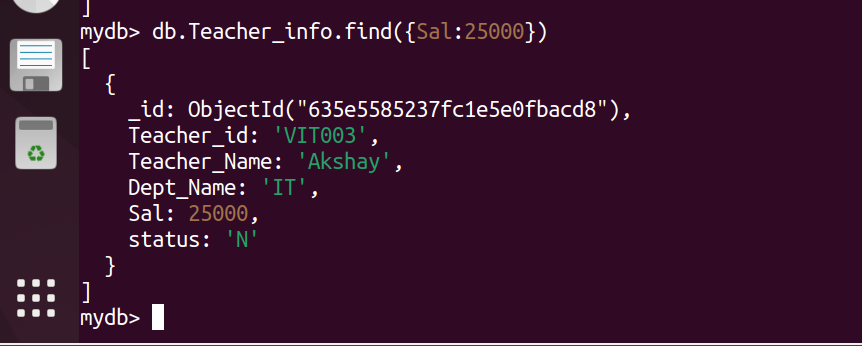 ]
mydb> db.Teacher_info.find({Sal:25000})
[
  {
    _id: ObjectId("635e5585237fc1e5e0fbacd8"),
    Teacher_id: 'VIT003',
    Teacher_Name: 'Akshay',
    Dept_Name: 'IT',
    Sal: 25000,
    status: 'N'
  }
]
mydb>